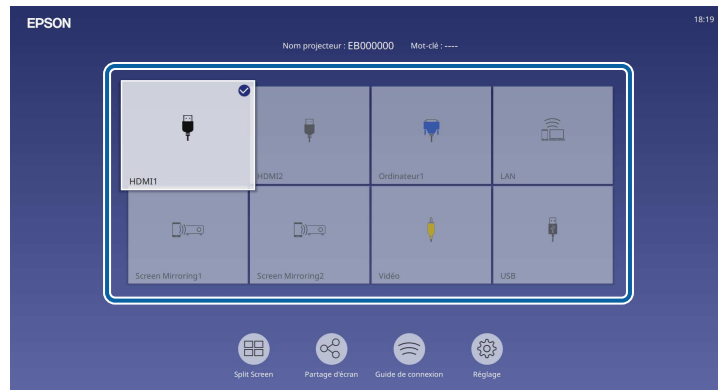 EPSON
18:19
Nom projecteur : EB000000 Mot-clé : ----
HDMI1
HDMI2
Ordinateur1
LAN
Screen Mirroring1
Screen Mirroring2
Vidéo
USB
Split Screen
Partage d'écran
Guide de connexion
Réglage